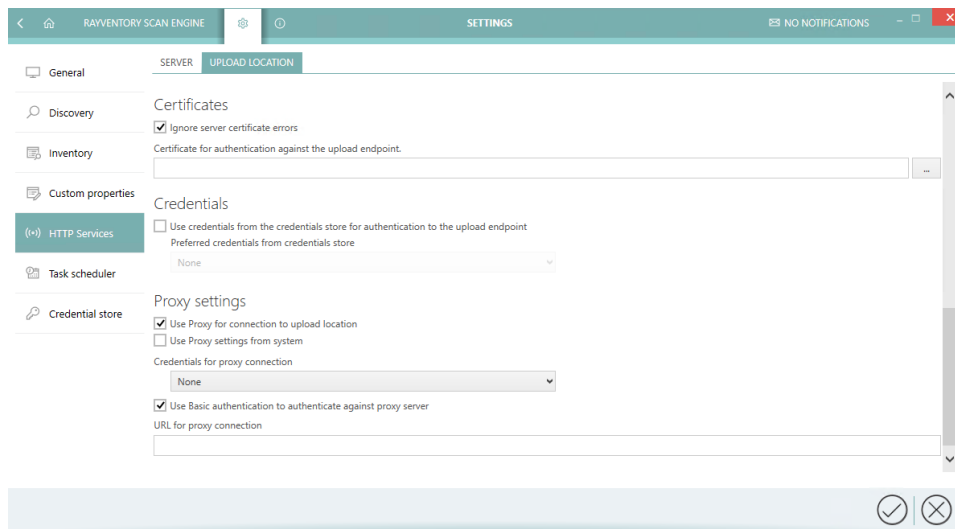 RAYVENTORY SCAN ENGINE
SETTINGS
NO NOTIFICATIONS
General
Discovery
Inventory
Custom properties
HTTP Services
Task scheduler
Credential store
SERVER UPLOAD LOCATION
Certificates
Ignore server certificate errors
Certificate for authentication against the upload endpoint.
...
Credentials
Use credentials from the credentials store for authentication to the upload endpoint
Preferred credentials from credentials store
None
Proxy settings
Use Proxy for connection to upload location
Use Proxy settings from system
Credentials for proxy connection
None
Use Basic authentication to authenticate against proxy server
URL for proxy connection